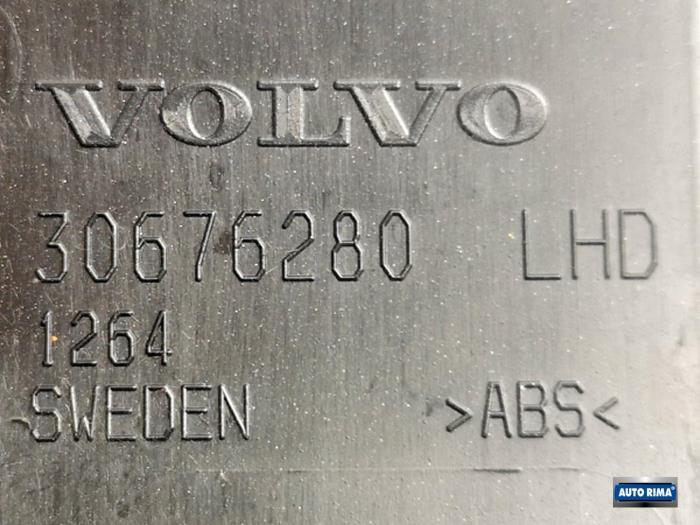 VOLVO
30676280 LHD
1264
SWEDEN >ABS<
AUTO RIMA®